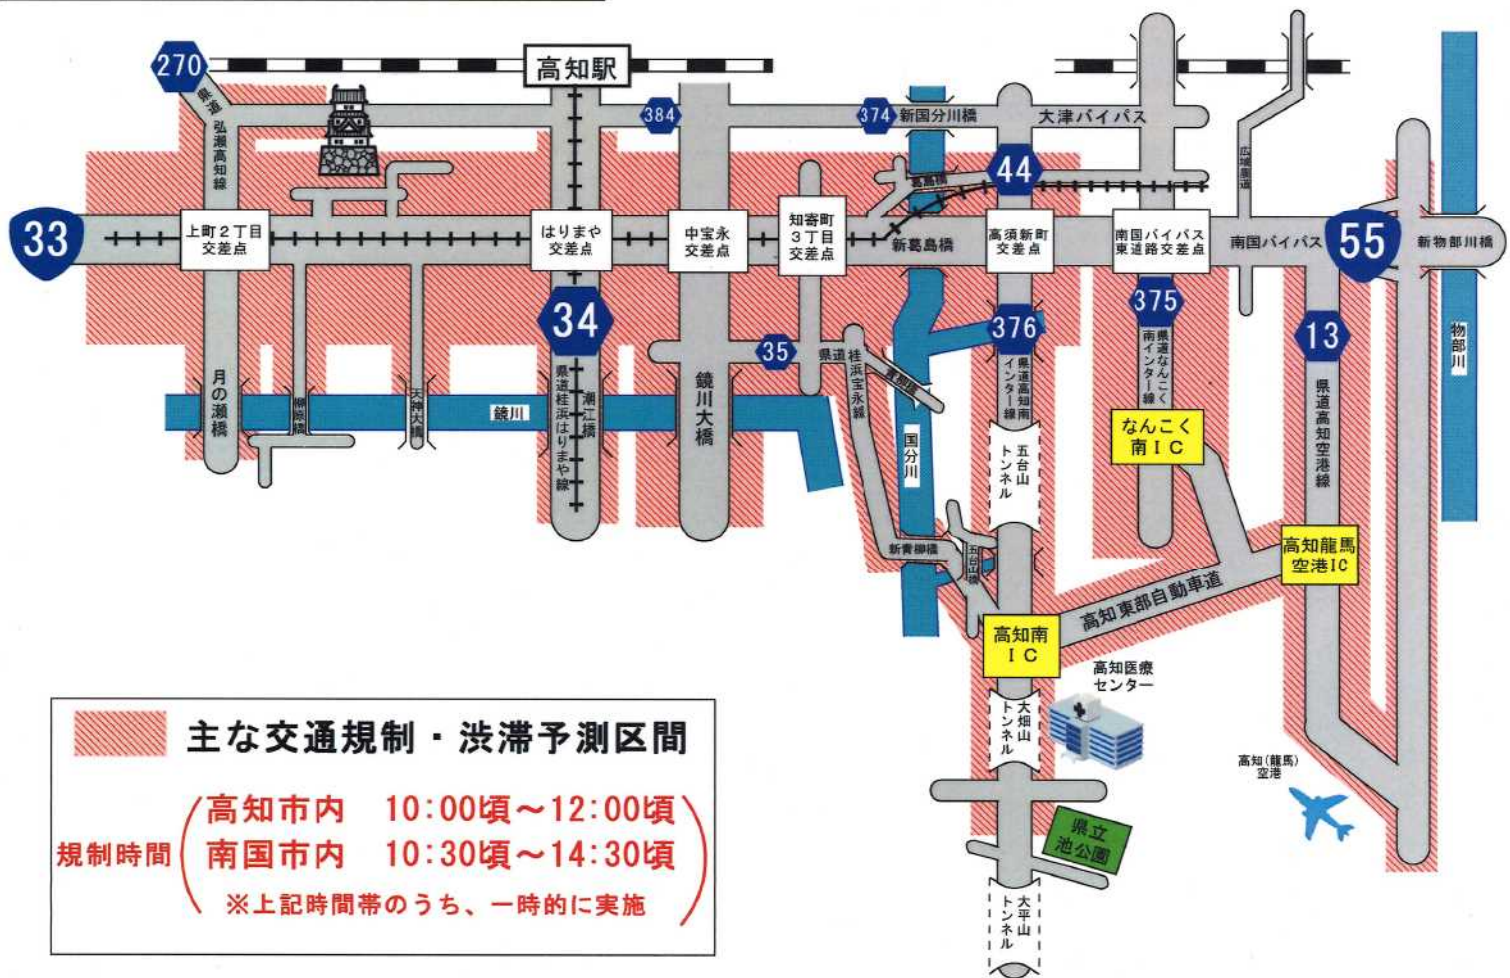 270
高知駅
県道
弘瀬高知線
384
374
新国分川橋
大津バイパス
広域農道
44
葛島橋
33
上町2丁目
交差点
はりまや
交差点
中宝永
交差点
知寄町
3丁目
交差点
新葛島橋
高須新町
交差点
南国バイパス
東道路交差点
南国バイパス
55
新物部川橋
34
35
県道
桂浜宝永線
青柳橋
376
県道高知南
インター線
375
県道なんこく
南インター線
13
県道高知空港線
物部川
月の瀬橋
柳原橋
天神大橋
鏡川
県道桂浜はりまや線
潮江橋
鏡川大橋
国分川
五台山
トンネル
なんこく
南IC
新青柳橋
五台山橋
高知龍馬
空港IC
高知東部自動車道
高知南
IC
高知医療
センター
大畑山
トンネル
高知(龍馬)
空港
県立
池公園
大平山
トンネル
主な交通規制・渋滞予測区間
規制時間
高知市内 10:00頃~12:00頃
南国市内 10:30頃~14:30頃
※上記時間帯のうち、一時的に実施